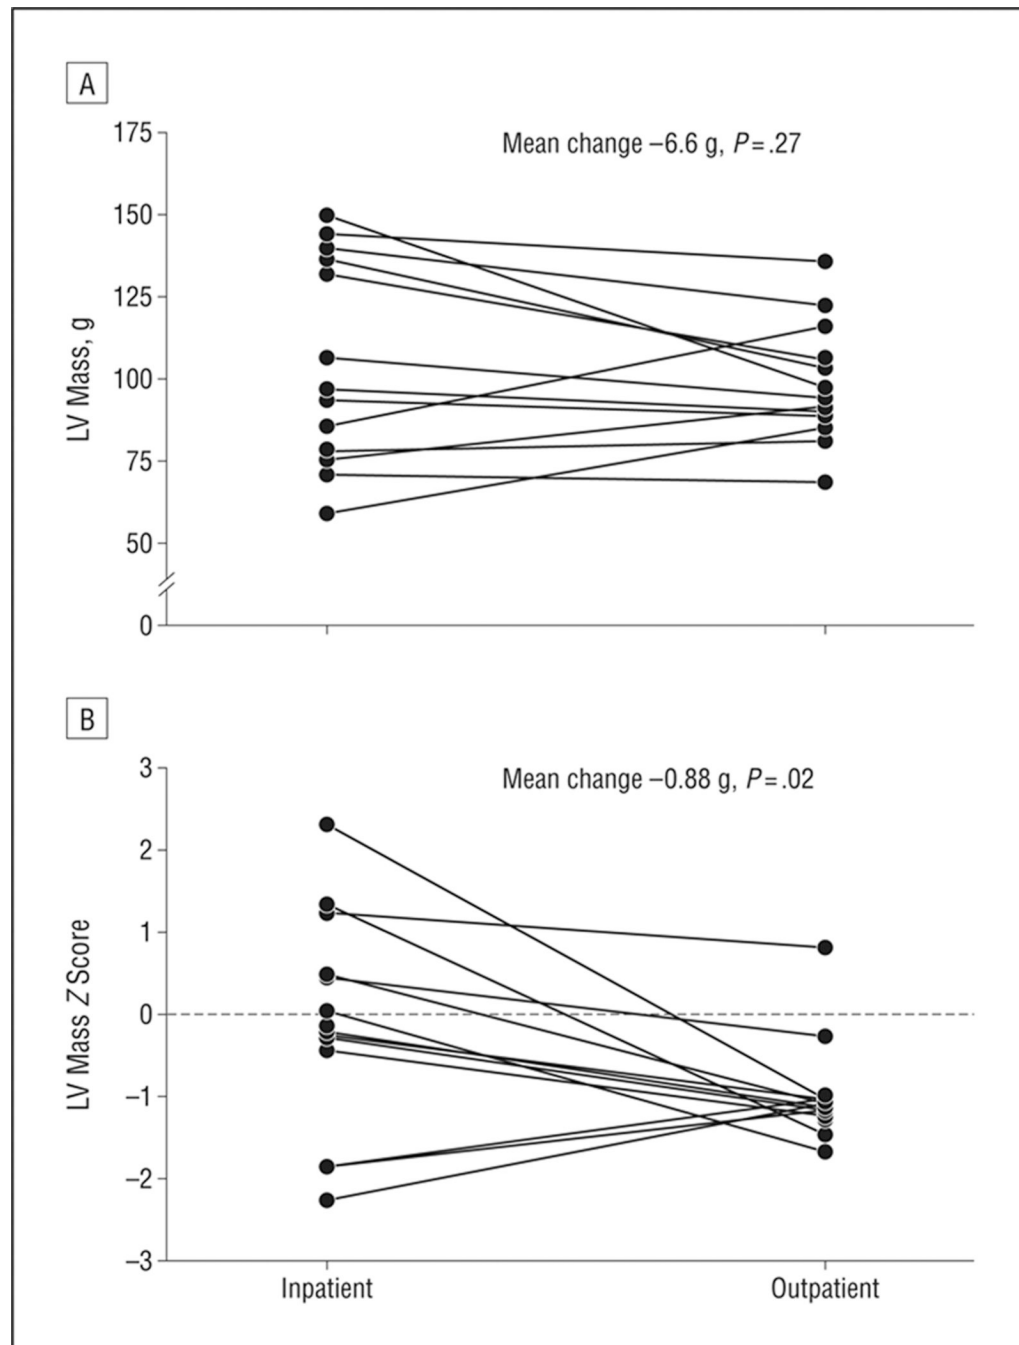 A
Mean change –6.6 g, P = .27
175
150
125
100
75
50
0
LV Mass, g
B
Mean change –0.88 g, P = .02
3
2
1
0
–1
–2
–3
LV Mass Z Score
Inpatient Outpatient